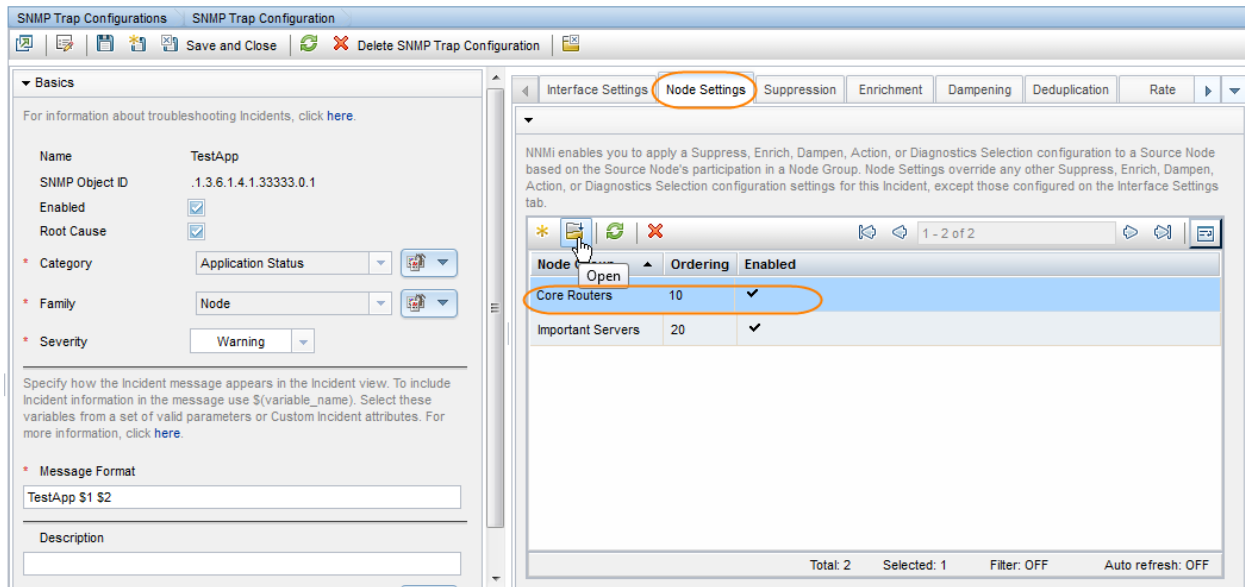 SNMP Trap Configurations SNMP Trap Configuration
Save and Close Delete SNMP Trap Configuration
Basics
For information about troubleshooting Incidents, click here.
Name TestApp
SNMP Object ID .1.3.6.1.4.1.33333.0.1
Enabled
Root Cause
* Category Application Status
* Family Node
* Severity Warning
Specify how the Incident message appears in the Incident view. To include
Incident information in the message use $(variable_name). Select these
variables from a set of valid parameters or Custom Incident attributes. For
more information, click here.
* Message Format
TestApp $1 $2
Description
Interface Settings Node Settings Suppression Enrichment Dampening Deduplication Rate
NNMi enables you to apply a Suppress, Enrich, Dampen, Action, or Diagnostics Selection configuration to a Source Node
based on the Source Node's participation in a Node Group. Node Settings override any other Suppress, Enrich, Dampen,
Action, or Diagnostics Selection configuration settings for this Incident, except those configured on the Interface Settings
tab.
1 - 2 of 2
Node Ordering Enabled
Open
Core Routers 10
Important Servers 20
Total: 2 Selected: 1 Filter: OFF Auto refresh: OFF